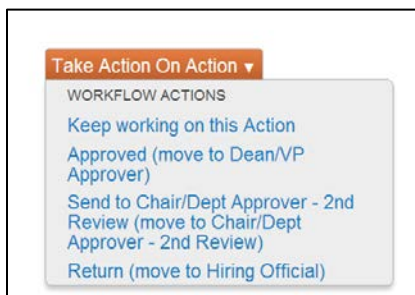 Take Action On Action ▾
WORKFLOW ACTIONS
Keep working on this Action
Approved (move to Dean/VP
Approver)
Send to Chair/Dept Approver - 2nd
Review (move to Chair/Dept
Approver - 2nd Review)
Return (move to Hiring Official)